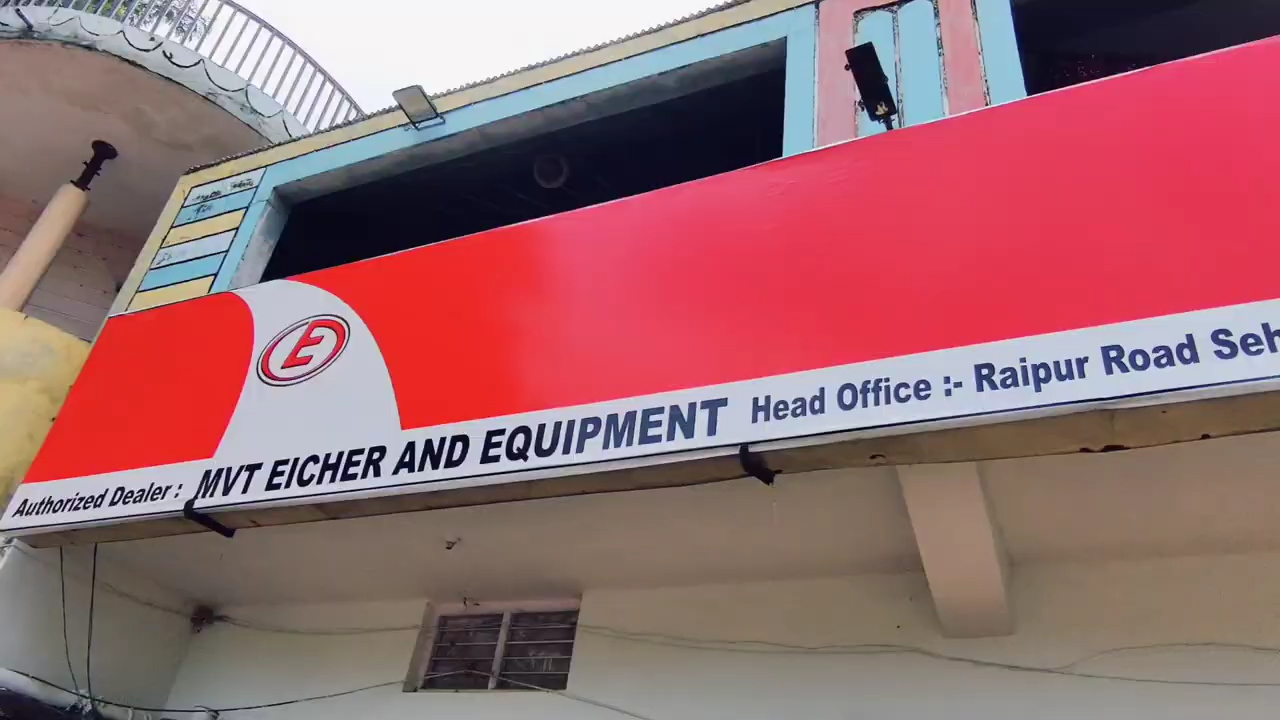 E
Authorized Dealer : MVT EICHER AND EQUIPMENT Head Office :- Raipur Road Seh